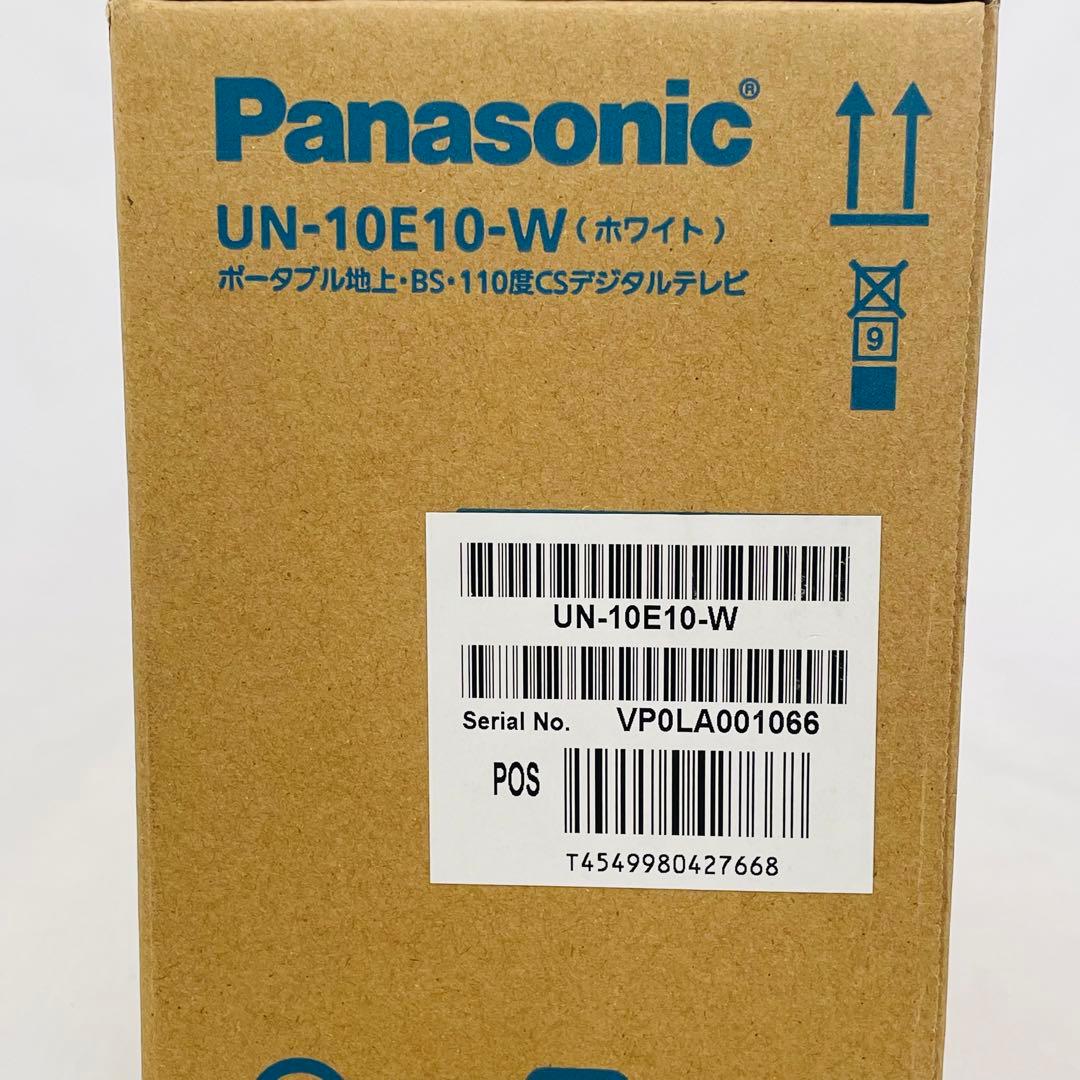 Panasonic®
UN-10E10-W(ホワイト)
ポータブル地上・BS・110度CSデジタルテレビ
9
UN-10E10-W
Serial No. VP0LA001066
POS
T4549980427668